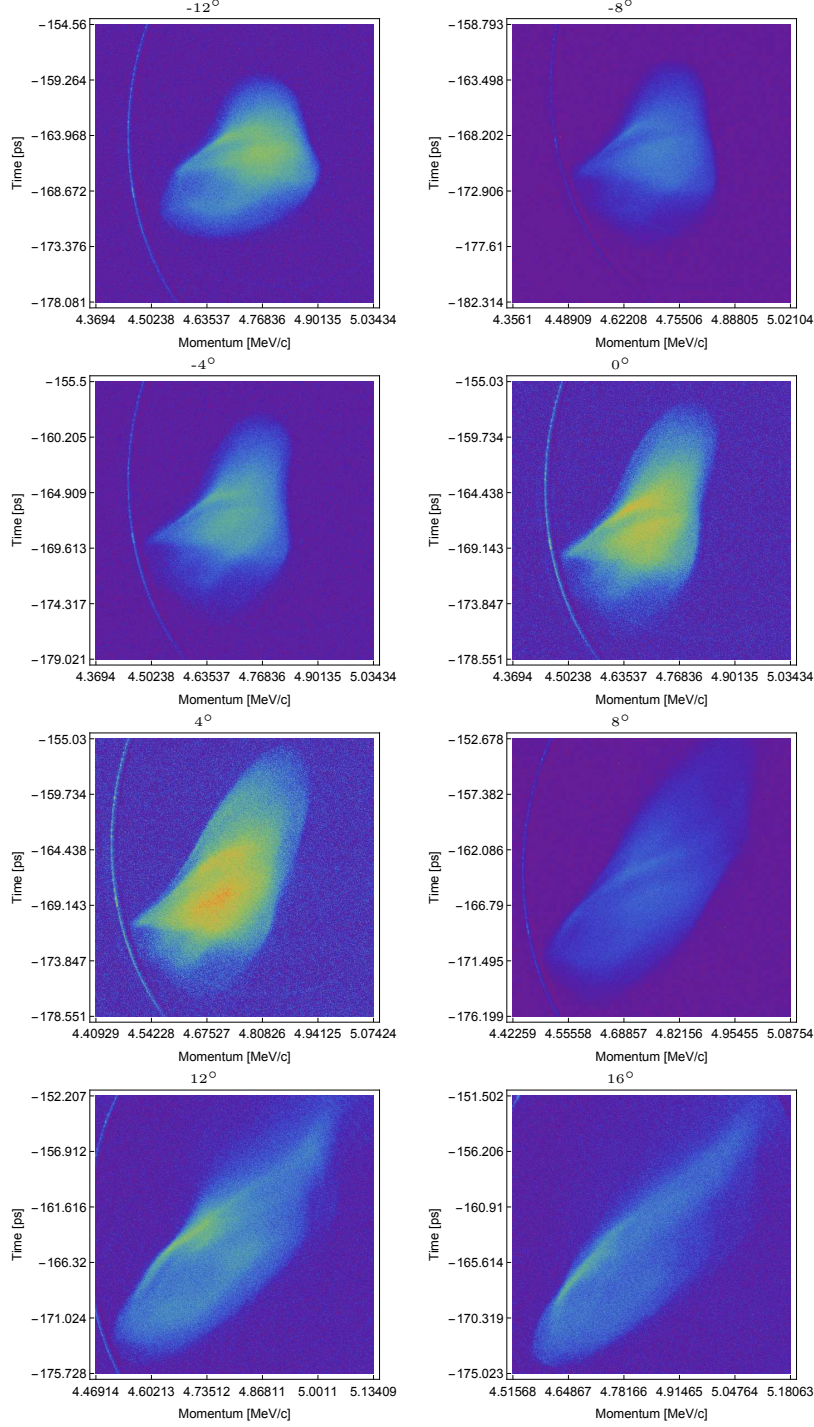 -12°
-154.56
-159.264
-163.968
-168.672
-173.376
-178.081
Time [ps]
4.3694 4.50238 4.63537 4.76836 4.90135 5.03434
Momentum [MeV/c]
-8°
-158.793
-163.498
-168.202
-172.906
-177.61
-182.314
Time [ps]
4.3561 4.48909 4.62208 4.75506 4.88805 5.02104
Momentum [MeV/c]
-4°
-155.5
-160.205
-164.909
-169.613
-174.317
-179.021
Time [ps]
4.3694 4.50238 4.63537 4.76836 4.90135 5.03434
Momentum [MeV/c]
0°
-155.03
-159.734
-164.438
-169.143
-173.847
-178.551
Time [ps]
4.3694 4.50238 4.63537 4.76836 4.90135 5.03434
Momentum [MeV/c]
4°
-155.03
-159.734
-164.438
-169.143
-173.847
-178.551
Time [ps]
4.40929 4.54228 4.67527 4.80826 4.94125 5.07424
Momentum [MeV/c]
8°
-152.678
-157.382
-162.086
-166.79
-171.495
-176.199
Time [ps]
4.42259 4.55558 4.68857 4.82156 4.95455 5.08754
Momentum [MeV/c]
12°
-152.207
-156.912
-161.616
-166.32
-171.024
-175.728
Time [ps]
4.46914 4.60213 4.73512 4.86811 5.0011 5.13409
Momentum [MeV/c]
16°
-151.502
-156.206
-160.91
-165.614
-170.319
-175.023
Time [ps]
4.51568 4.64867 4.78166 4.91465 5.04764 5.18063
Momentum [MeV/c]